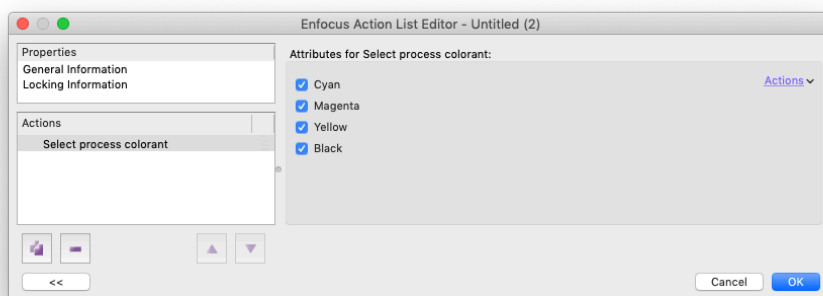 Enfocus Action List Editor - Untitled (2)
Properties
General Information
Locking Information
Actions
Select process colorant
<<
Attributes for Select process colorant:
Actions
Cyan
Magenta
Yellow
Black
Cancel
OK